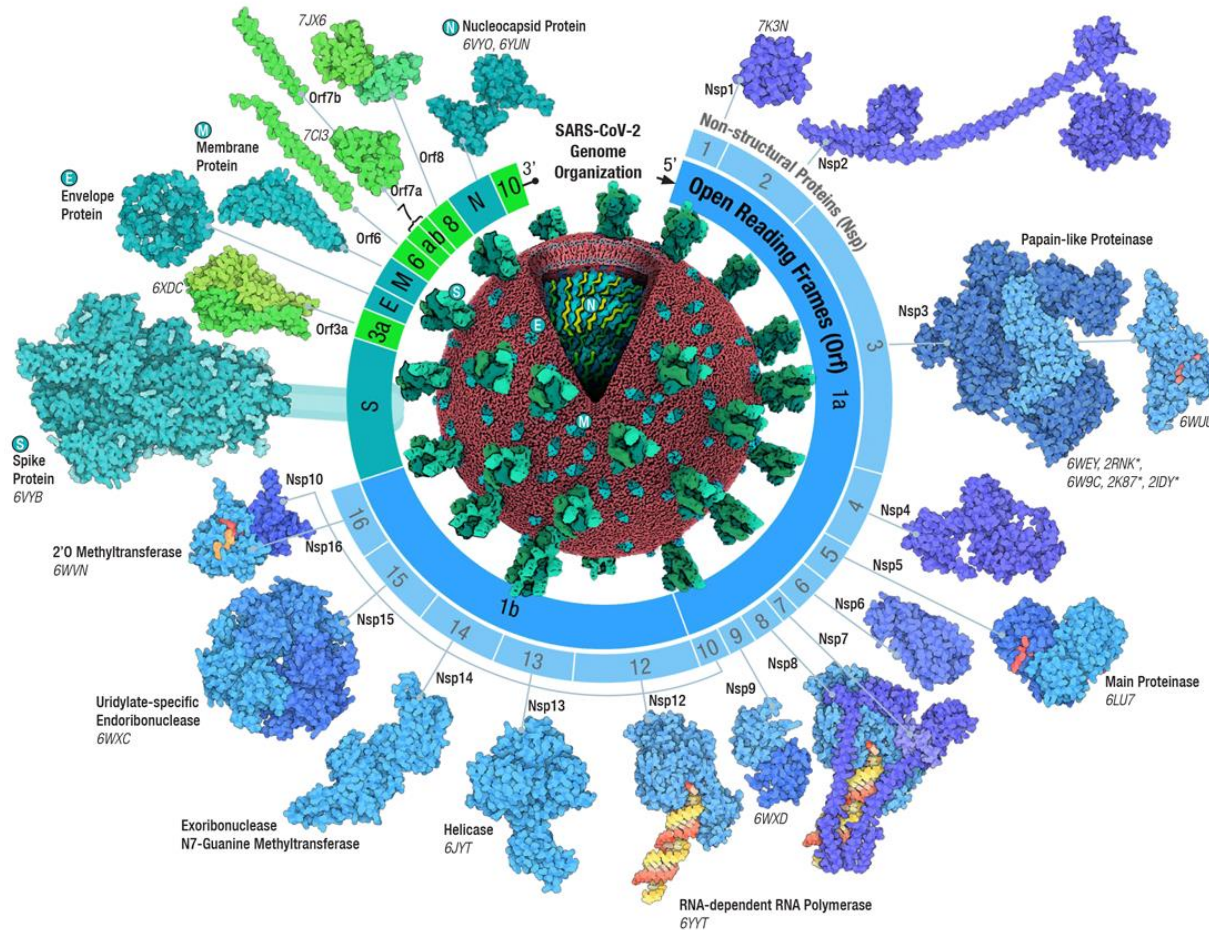 SARS-CoV-2
Genome
Organization
5'
3'
Open Reading Frames (Orf)
1a
1b
Non-structural Proteins (Nsp)
1
2
3
4
5
6
7
8
9
10
12
13
14
15
16
S
3a
E
M
6
7
a
b
8
N
10
7K3N
Nsp1
Nsp2
Papain-like Proteinase
Nsp3
6WUU
6WEY, 2RNK*,
6W9C, 2K87*, 2IDY*
Nsp4
Nsp5
Main Proteinase
6LU7
Nsp6
Nsp7
Nsp8
Nsp9
6WXD
Nsp12
RNA-dependent RNA Polymerase
6YYT
Nsp13
Helicase
6JYT
Nsp14
Exoribonuclease
N7-Guanine Methyltransferase
Nsp15
Uridylate-specific
Endoribonuclease
6WXC
Nsp10
Nsp16
2'O Methyltransferase
6WVN
S
Spike
Protein
6VYB
Orf3a
6XDC
E
Envelope
Protein
M
Membrane
Protein
Orf6
Orf7a
7CI3
Orf7b
Orf8
7JX6
N Nucleocapsid Protein
6VYO, 6YUN
S
N
E
M